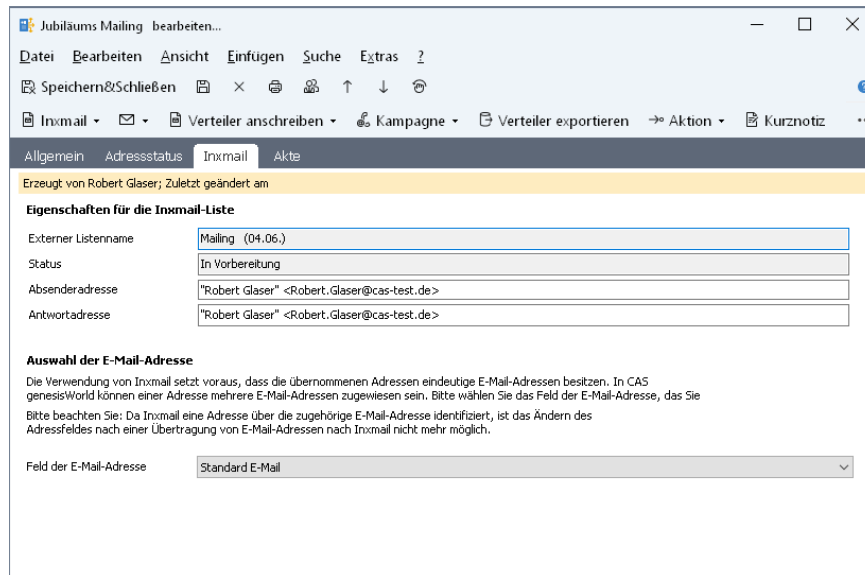 Jubiläums Mailing bearbeiten...
Datei Bearbeiten Ansicht Einfügen Suche Extras ?
Speichern&Schließen
Inxmail Verteiler anschreiben Kampagne Verteiler exportieren Aktion Kurznotiz
Allgemein Adressstatus Inxmail Akte
Erzeugt von Robert Glaser; Zuletzt geändert am
Eigenschaften für die Inxmail-Liste
Externer Listenname Mailing (04.06.)
Status In Vorbereitung
Absenderadresse "Robert Glaser" <Robert.Glaser@cas-test.de>
Antwortadresse "Robert Glaser" <Robert.Glaser@cas-test.de>
Auswahl der E-Mail-Adresse
Die Verwendung von Inxmail setzt voraus, dass die übernommenen Adressen eindeutige E-Mail-Adressen besitzen. In CAS
genesisWorld können einer Adresse mehrere E-Mail-Adressen zugewiesen sein. Bitte wählen Sie das Feld der E-Mail-Adresse, das Sie
Bitte beachten Sie: Da Inxmail eine Adresse über die zugehörige E-Mail-Adresse identifiziert, ist das Ändern des
Adressfeldes nach einer Übertragung von E-Mail-Adressen nach Inxmail nicht mehr möglich.
Feld der E-Mail-Adresse Standard E-Mail